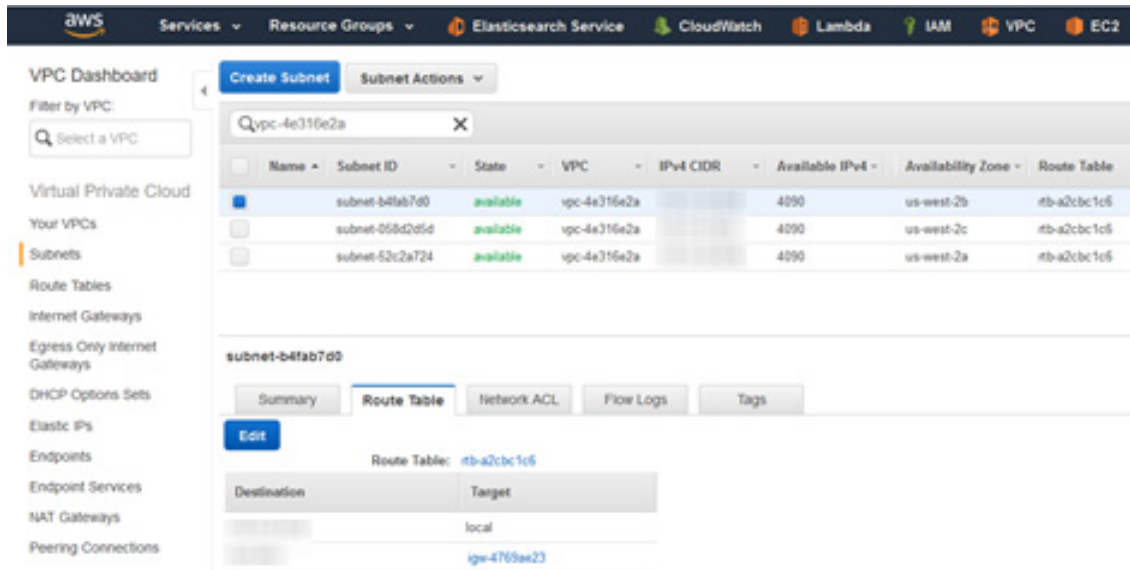 aws Services Resource Groups Elasticsearch Service CloudWatch Lambda IAM VPC EC2
VPC Dashboard
Filter by VPC:
Select a VPC
Virtual Private Cloud
Your VPCs
Subnets
Route Tables
Internet Gateways
Egress Only Internet
Gateways
DHCP Options Sets
Elastic IPs
Endpoints
Endpoint Services
NAT Gateways
Peering Connections
Create Subnet Subnet Actions
vpc-4e316e2a
Name Subnet ID State VPC IPv4 CIDR Available IPv4 Availability Zone Route Table
subnet-b4fab7d0 available vpc-4e316e2a 4090 us-west-2b rtb-a2cbc1c6
subnet-058d2d5d available vpc-4e316e2a 4090 us-west-2c rtb-a2cbc1c6
subnet-52c2a724 available vpc-4e316e2a 4090 us-west-2a rtb-a2cbc1c6
subnet-b4fab7d0
Summary Route Table Network ACL Flow Logs Tags
Edit
Route Table: rtb-a2cbc1c6
Destination Target
local
igw-4769ae23